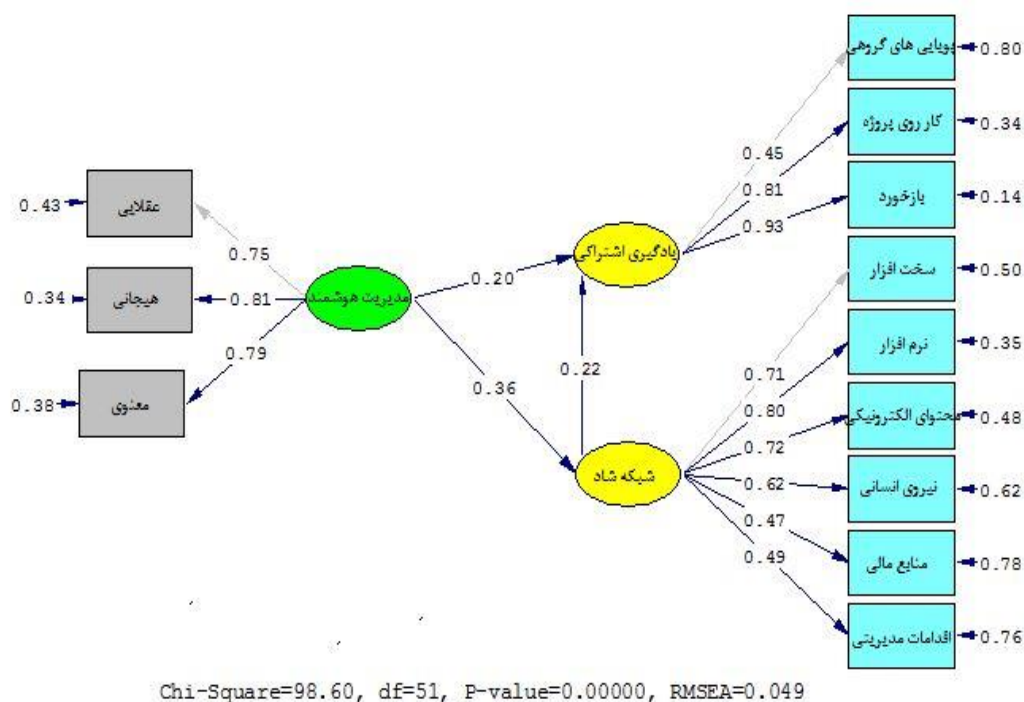 پویایی های گروهی
0.80
کار روی پروژه
0.34
0.45
0.81
بازخورد
0.14
0.93
عقلایی
0.43
0.75
یادگیری اشتراکی
سخت افزار
0.50
هیجانی
0.34
0.81
مدیریت هوشمند
0.20
نرم افزار
0.35
0.79
0.36
0.22
0.71
معنوی
0.38
0.80
محتوای الکترونیکی
0.48
0.72
شبکه شاد
0.62
نیروی انسانی
0.62
0.47
0.49
منابع مالی
0.78
اقدامات مدیریتی
0.76
Chi-Square=98.60, df=51, P-value=0.00000, RMSEA=0.049